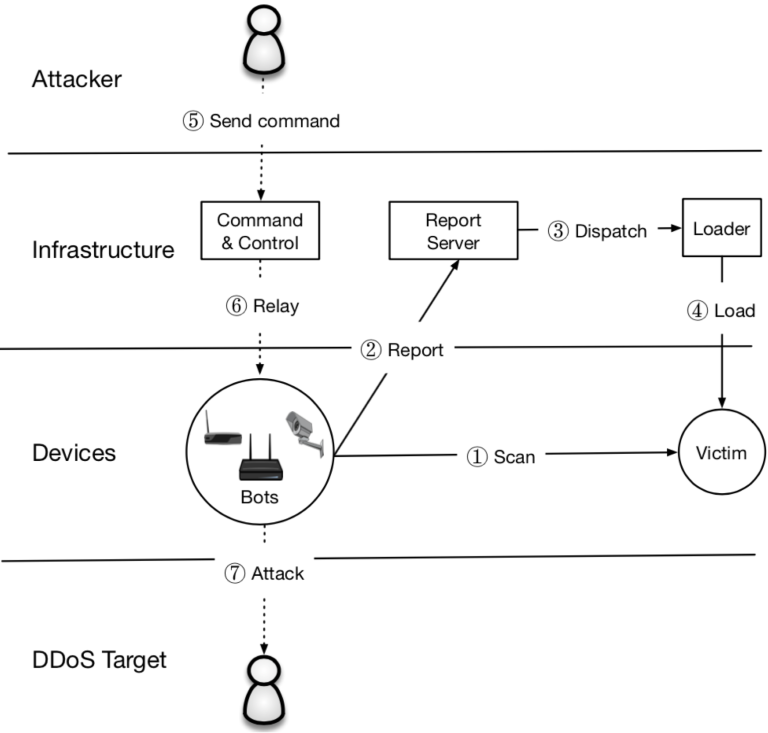 Attacker
⑤ Send command
Infrastructure
Command
& Control
Report
Server
③ Dispatch
Loader
⑥ Relay
④ Load
② Report
Devices
Bots
① Scan
Victim
⑦ Attack
DDoS Target